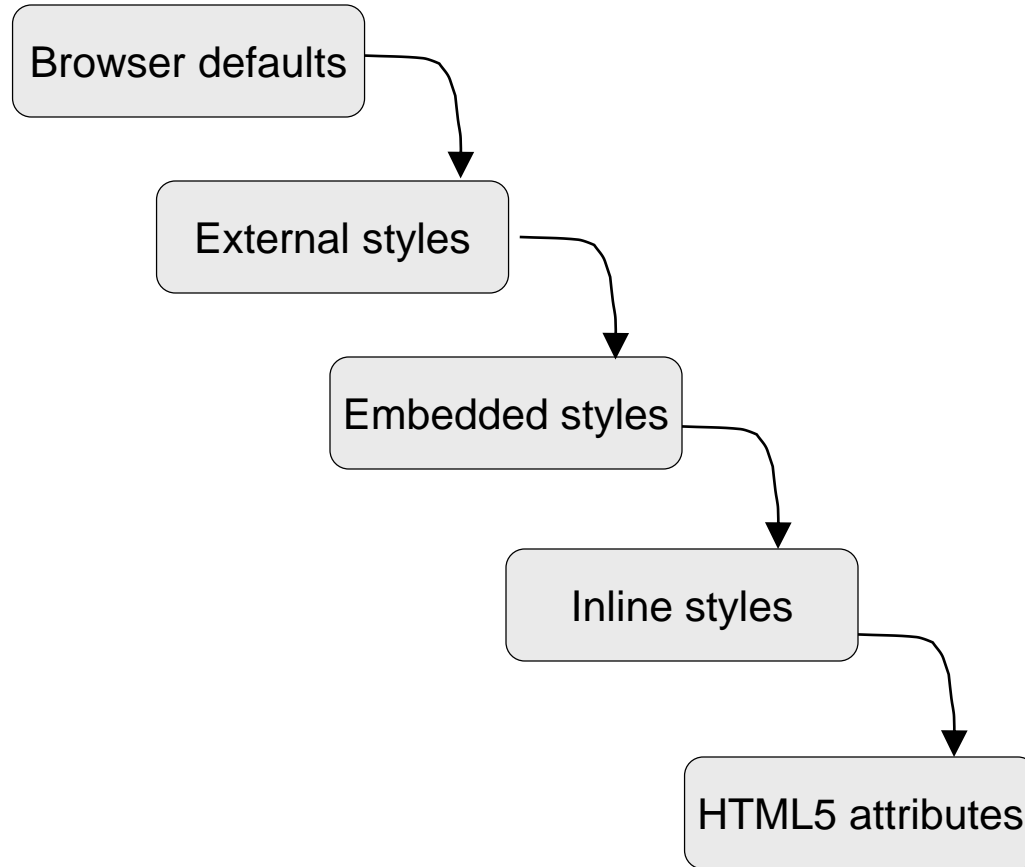 Browser defaults
External styles
Embedded styles
Inline styles
HTML5 attributes